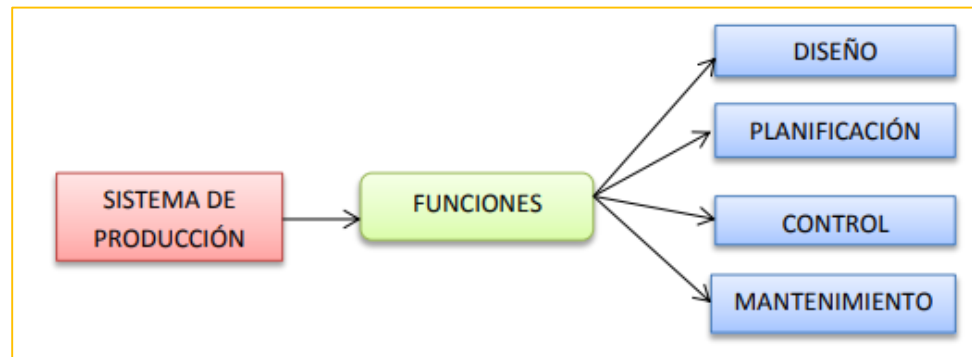 SISTEMA DE
PRODUCCIÓN
FUNCIONES
DISEÑO
PLANIFICACIÓN
CONTROL
MANTENIMIENTO